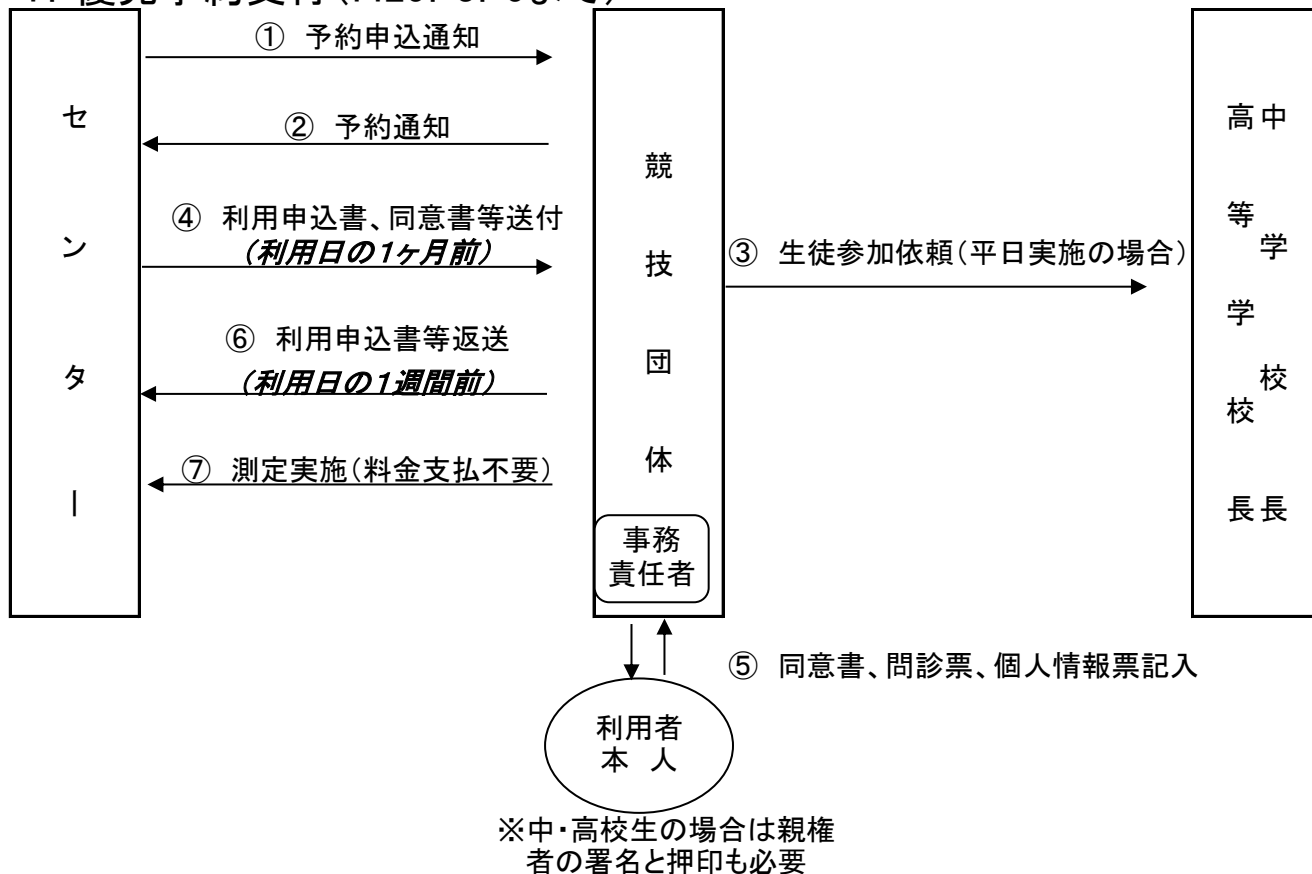 ① 予約申込通知
② 予約通知
④ 利用申込書、同意書等送付
(利用日の1ヶ月前)
⑥ 利用申込書等返送
(利用日の1週間前)
⑦ 測定実施(料金支払不要)
センター
競技団体
事務
責任者
③ 生徒参加依頼(平日実施の場合)
中学校長
高等学校長
⑤ 同意書、問診票、個人情報票記入
利用者
本 人
※中・高校生の場合は親権
者の署名と押印も必要